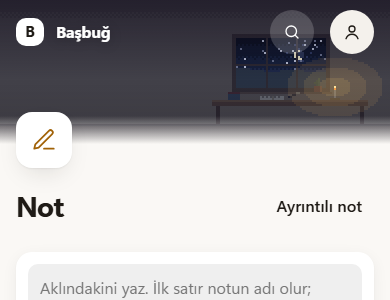 B Başbuğ
Not
Ayrıntılı not
Aklındakini yaz. İlk satır notun adı olur;